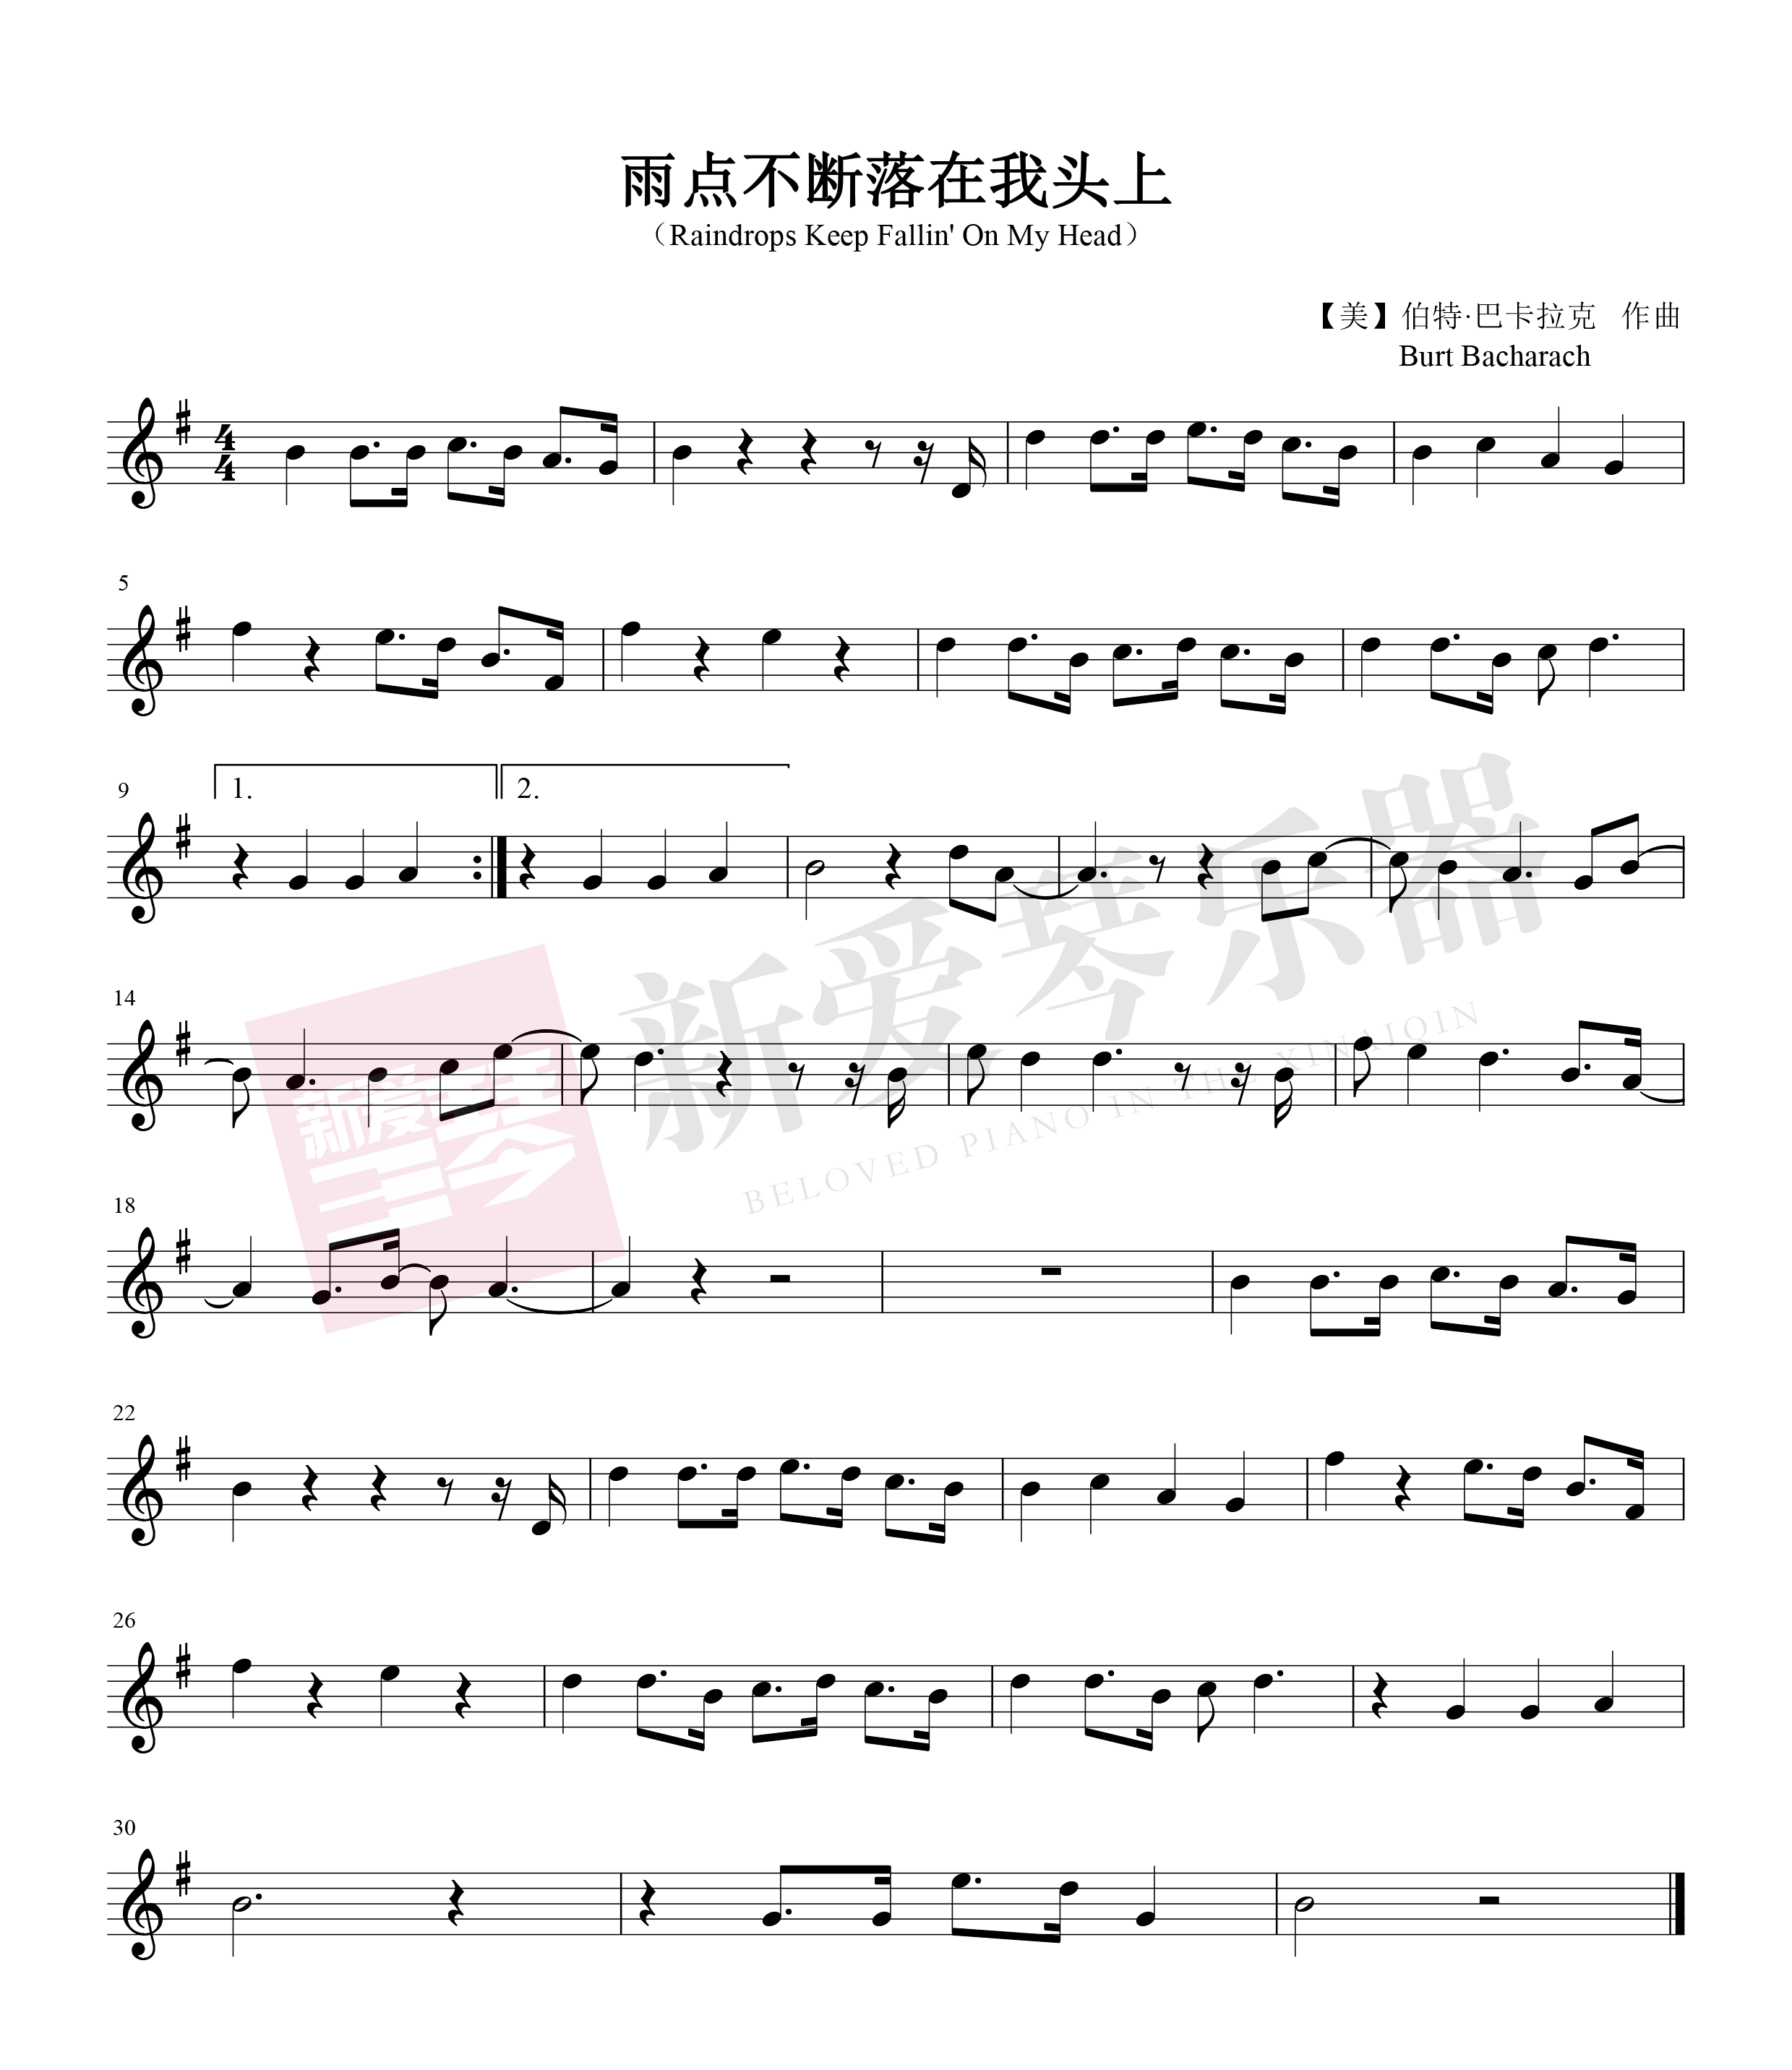 雨点不断落在我头上
（Raindrops Keep Fallin' On My Head）
【美】伯特·巴卡拉克 作曲
Burt Bacharach
4
4
5
9
1.
2.
新爱琴乐器
BELOVED PIANO IN THE XINAIQIN
14
新爱琴
18
22
26
30